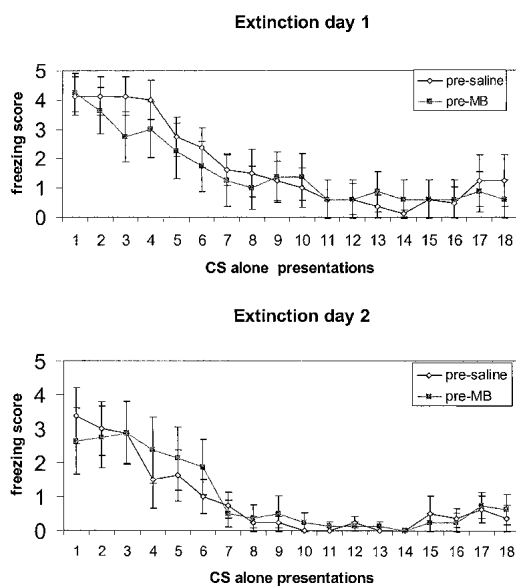 Extinction day 1
5
4
3
2
1
0
freezing score
pre-saline
pre-MB
1 2 3 4 5 6 7 8 9 10 11 12 13 14 15 16 17 18
CS alone presentations
Extinction day 2
5
4
3
2
1
0
freezing score
pre-saline
pre-MB
1 2 3 4 5 6 7 8 9 10 11 12 13 14 15 16 17 18
CS alone presentations